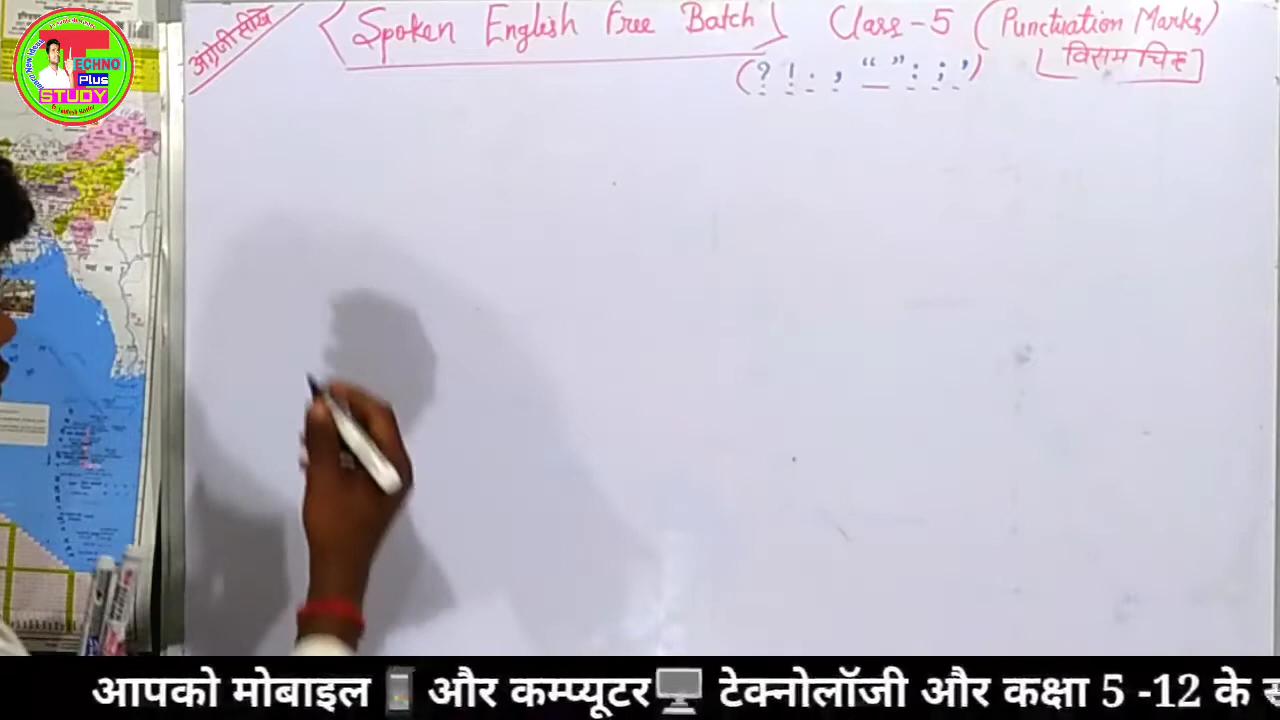 अंग्रेजी सीखे
Spoken English Free Batch
Class - 5 (Punctuation Marks)
विराम चिह्न
( ? ! . , “ ” : ; ’ )
TECHNO
Plus
STUDY
आपको मोबाइल और कम्प्यूटर टेक्नोलॉजी और कक्षा 5 -12 के